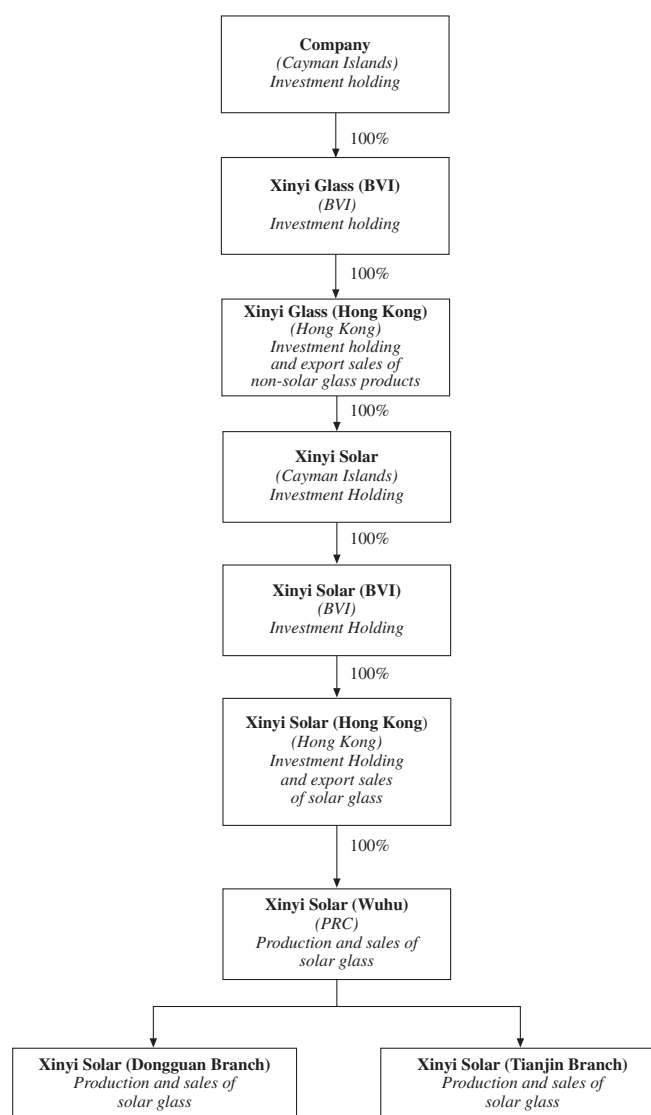 Company
(Cayman Islands)
Investment holding
100%
Xinyi Glass (BVI)
(BVI)
Investment holding
100%
Xinyi Glass (Hong Kong)
(Hong Kong)
Investment holding
and export sales of
non-solar glass products
100%
Xinyi Solar
(Cayman Islands)
Investment Holding
100%
Xinyi Solar (BVI)
(BVI)
Investment Holding
100%
Xinyi Solar (Hong Kong)
(Hong Kong)
Investment Holding
and export sales
of solar glass
100%
Xinyi Solar (Wuhu)
(PRC)
Production and sales of
solar glass
Xinyi Solar (Dongguan Branch)
Production and sales of
solar glass
Xinyi Solar (Tianjin Branch)
Production and sales of
solar glass